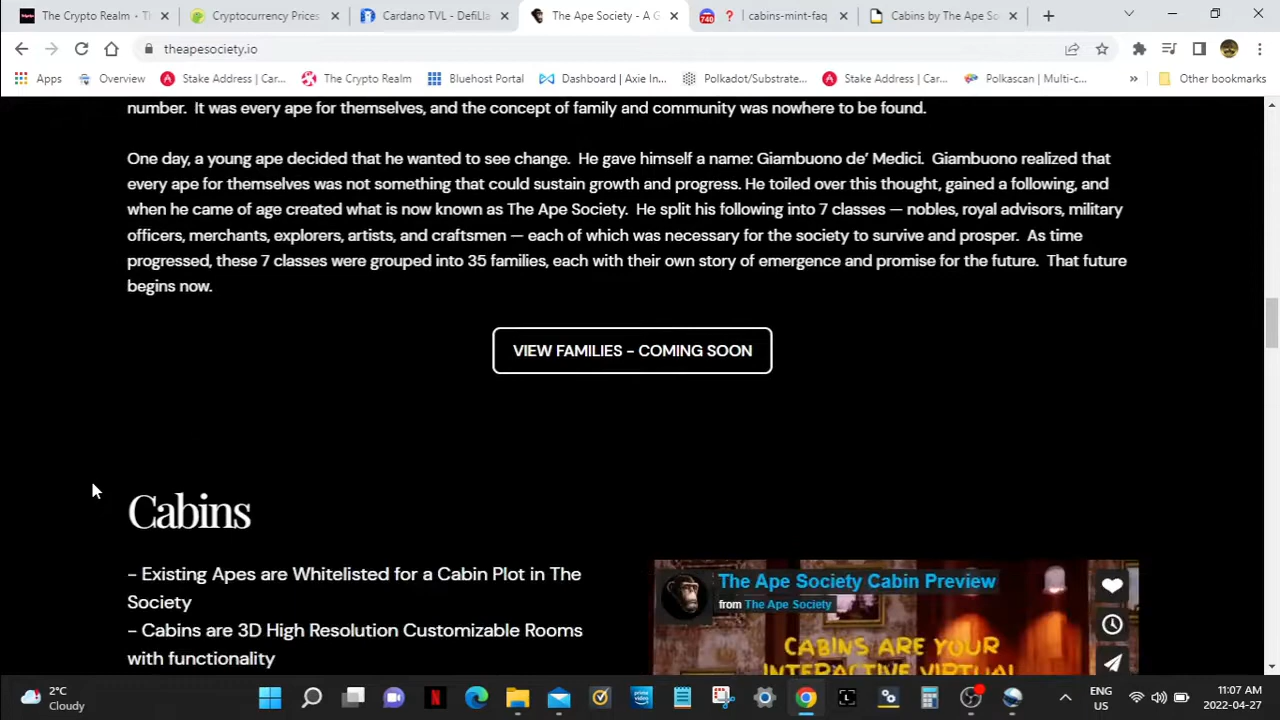 The Crypto Realm - T
Cryptocurrency Prices
Cardano TVL - DefiLla
The Ape Society - A G
740
? | cabins-mint-faq
Cabins by The Ape So
theapesociety.io
Apps
Overview
Stake Address | Car...
The Crypto Realm
Bluehost Portal
Dashboard | Axie In...
Polkadot/Substrate...
Stake Address | Car...
Polkascan | Multi-c...
»
Other bookmarks
number. It was every ape for themselves, and the concept of family and community was nowhere to be found.
One day, a young ape decided that he wanted to see change. He gave himself a name: Giambuono de’ Medici. Giambuono realized that
every ape for themselves was not something that could sustain growth and progress. He toiled over this thought, gained a following, and
when he came of age created what is now known as The Ape Society. He split his following into 7 classes — nobles, royal advisors, military
officers, merchants, explorers, artists, and craftsmen — each of which was necessary for the society to survive and prosper. As time
progressed, these 7 classes were grouped into 35 families, each with their own story of emergence and promise for the future. That future
begins now.
VIEW FAMILIES - COMING SOON
Cabins
- Existing Apes are Whitelisted for a Cabin Plot in The
Society
- Cabins are 3D High Resolution Customizable Rooms
with functionality
The Ape Society Cabin Preview
from The Ape Society
CABINS ARE YOUR
INTERACTIVE VIRTUAL
2°C
Cloudy
ENG
US
11:07 AM
2022-04-27